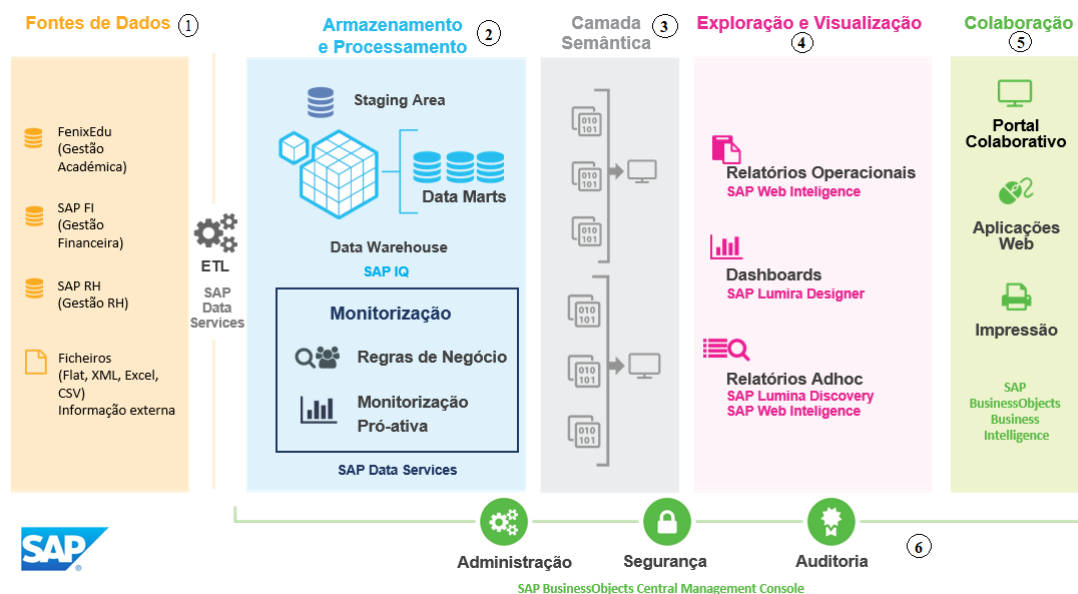 Fontes de Dados 1
FenixEdu
(Gestão
Académica)
SAP FI
(Gestão
Financeira)
SAP RH
(Gestão RH)
Ficheiros
(Flat, XML, Excel,
CSV)
Informação externa
ETL
SAP
Data
Services
Armazenamento
e Processamento 2
Staging Area
Data Marts
Data Warehouse
SAP IQ
Monitorização
Regras de Negócio
Monitorização
Pró-ativa
SAP Data Services
Camada
Semântica 3
010
101
010
101
010
101
010
101
010
101
010
101
Exploração e Visualização
4
Relatórios Operacionais
SAP Web Inteligence
Dashboards
SAP Lumira Designer
Relatórios Adhoc
SAP Lumina Discovery
SAP Web Inteligence
Colaboração
5
Portal
Colaborativo
Aplicações
Web
Impressão
SAP
BusinessObjects
Business
Intelligence
SAP®
Administração
Segurança
Auditoria
6
SAP BusinessObjects Central Management Console